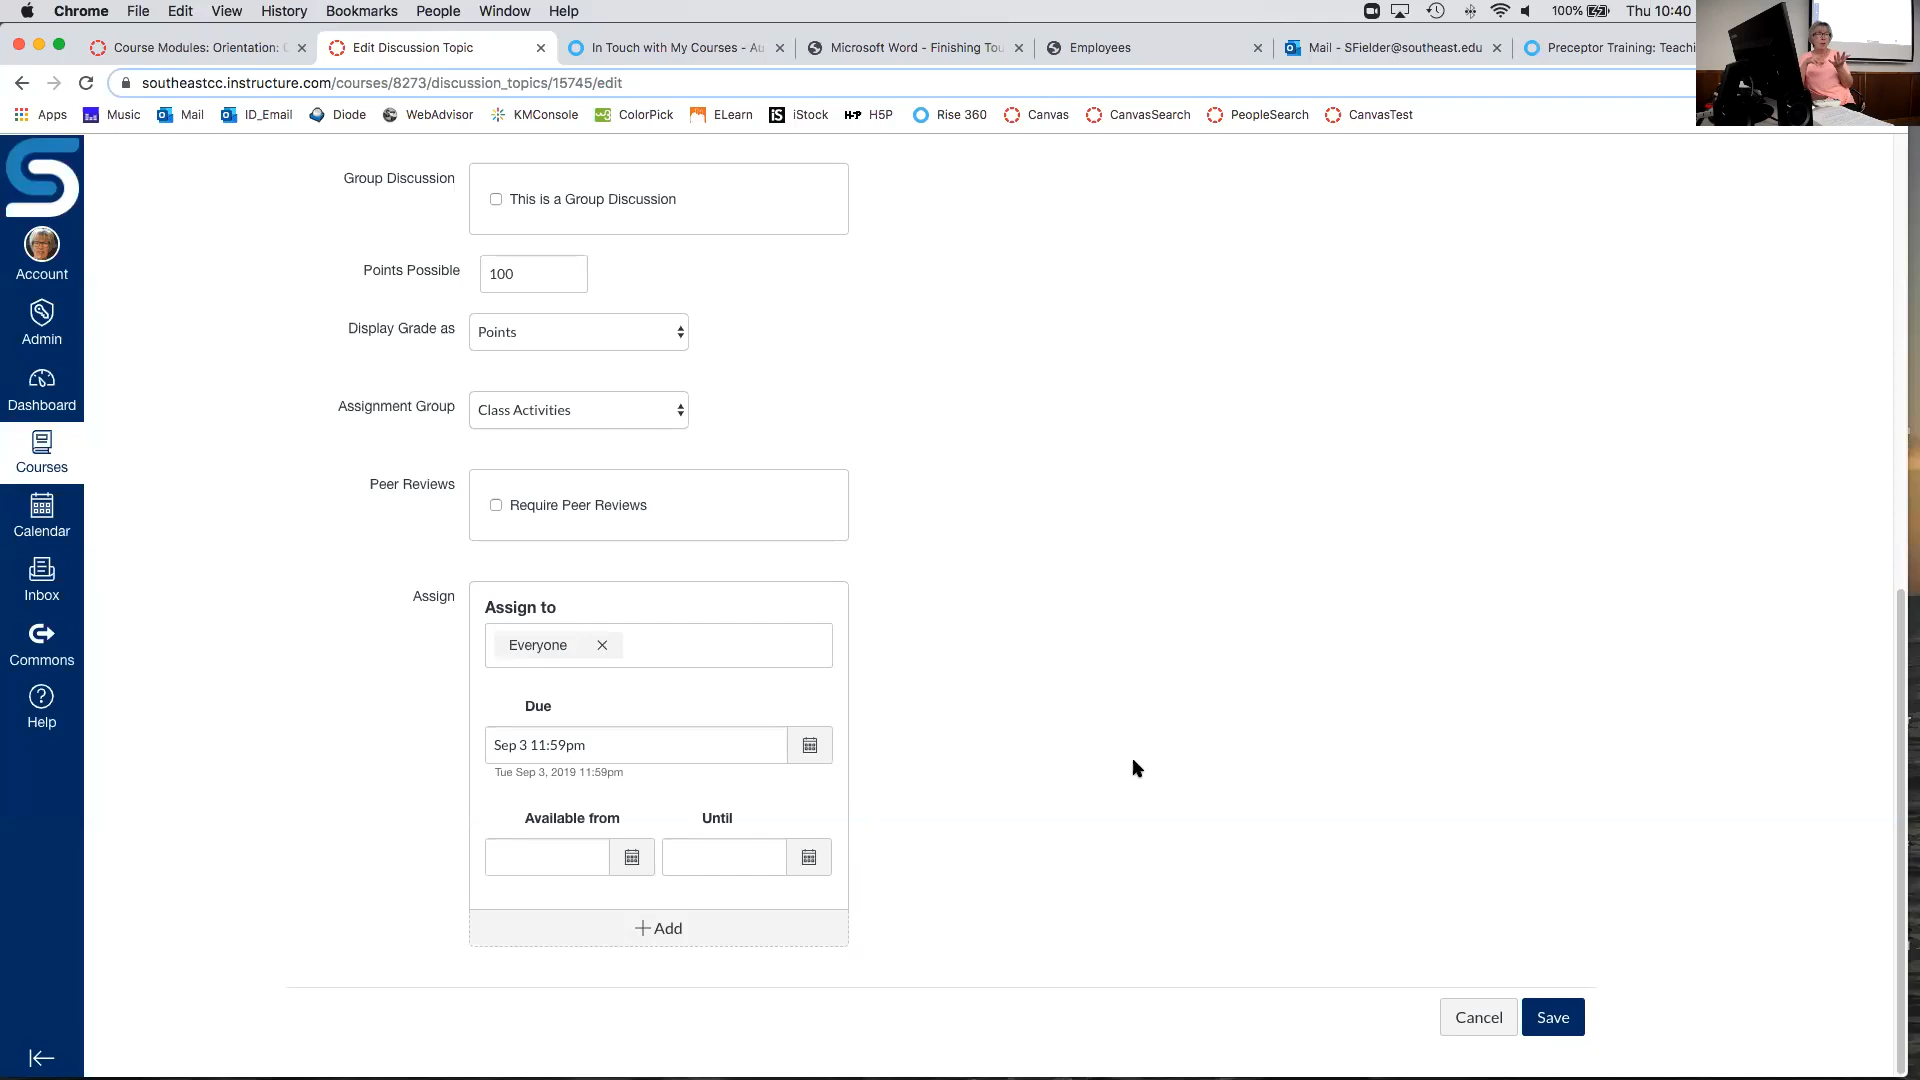 Chrome File Edit View History Bookmarks People Window Help 100% Thu 10:40
Course Modules: Orientation: Edit Discussion Topic In Touch with My Courses - Au Microsoft Word - Finishing Tou Employees Mail - SFielder@southeast.edu Preceptor Training: Teachi
southeastcc.instructure.com/courses/8273/discussion_topics/15745/edit
Apps Music Mail ID_Email Diode WebAdvisor KMConsole ColorPick ELearn iStock H5P Rise 360 Canvas CanvasSearch PeopleSearch CanvasTest
Account
Admin
Dashboard
Courses
Calendar
Inbox
Commons
Help
Group Discussion
This is a Group Discussion
Points Possible
100
Display Grade as
Points
Assignment Group
Class Activities
Peer Reviews
Require Peer Reviews
Assign
Assign to
Everyone
Due
Sep 3 11:59pm
Tue Sep 3, 2019 11:59pm
Available from Until
Add
Cancel Save